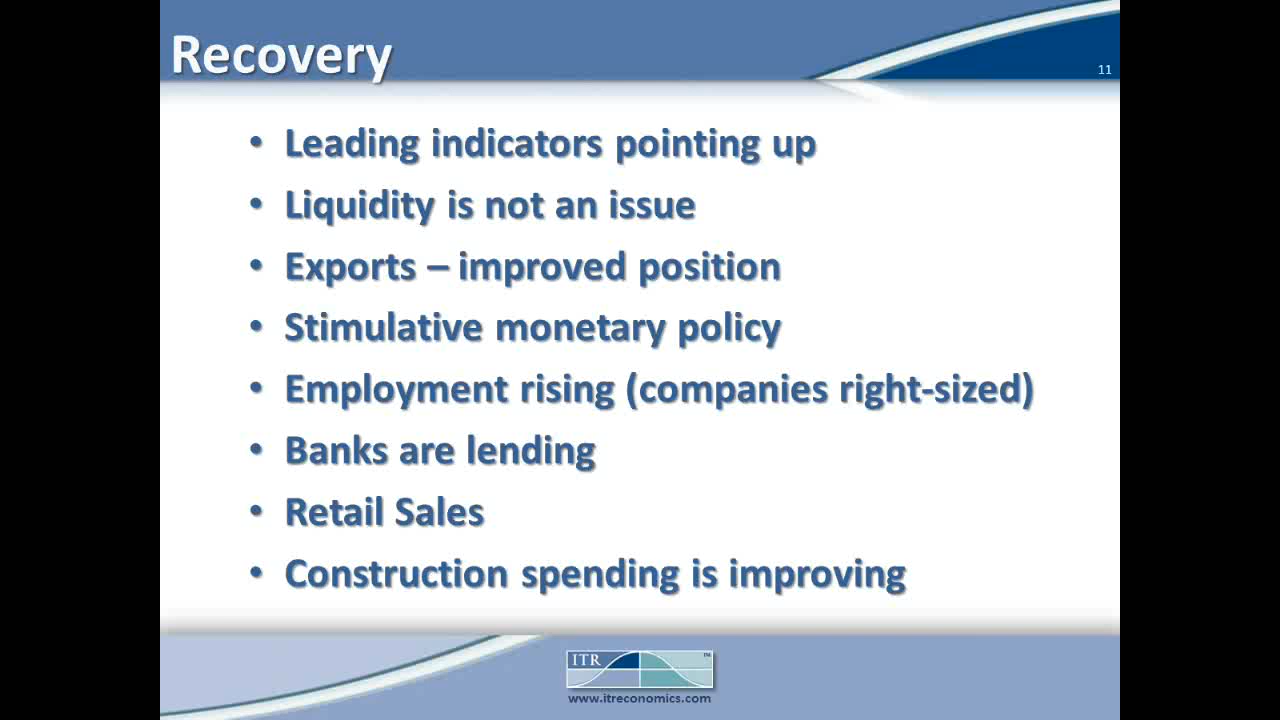 Recovery
11
• Leading indicators pointing up
• Liquidity is not an issue
• Exports – improved position
• Stimulative monetary policy
• Employment rising (companies right-sized)
• Banks are lending
• Retail Sales
• Construction spending is improving
ITR TM
www.itreconomics.com